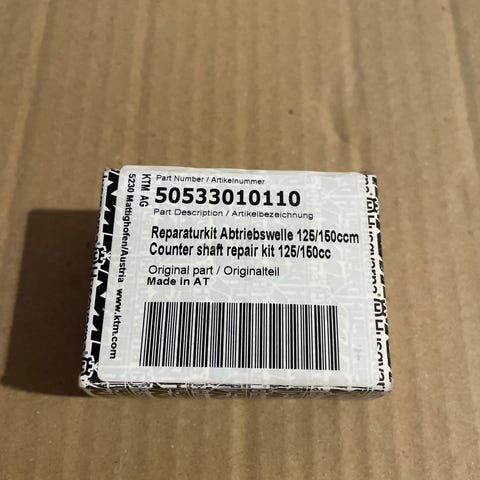 KTM AG
5230 Mattighofen/Austria www.ktm.com
Part Number / Artikelnummer
50533010110
Part Description / Artikelbezeichnung
Reparaturkit Abtriebswelle 125/150ccm
Counter shaft repair kit 125/150cc
Original part / Originalteil
Made in AT